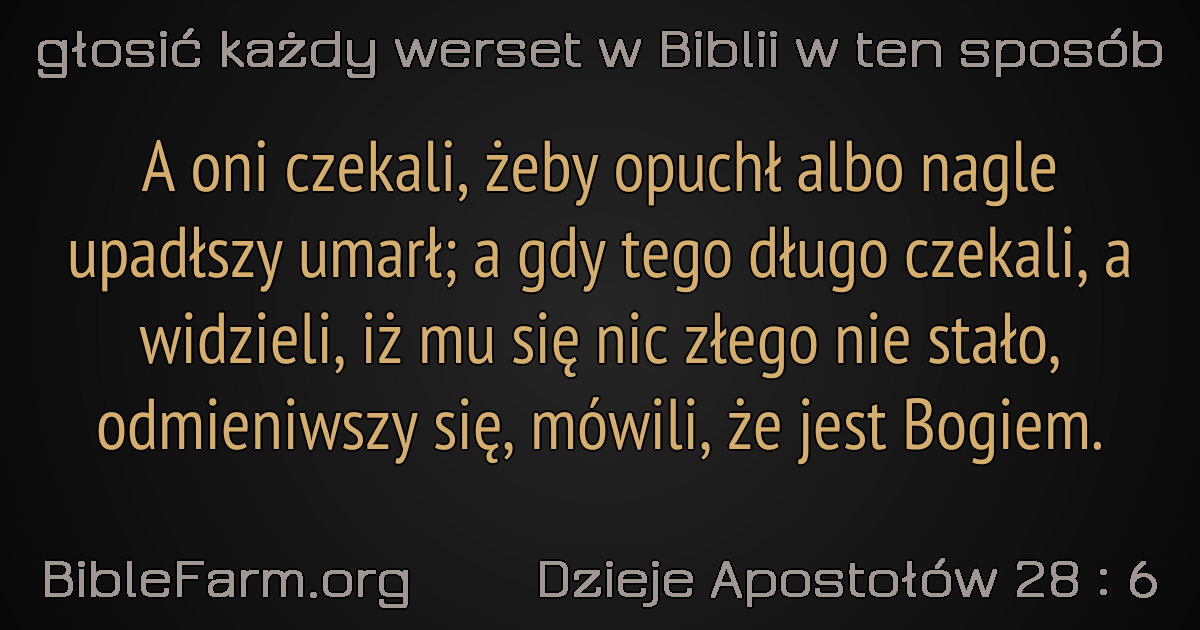 głosić każdy werset w Biblii w ten sposób
A oni czekali, żeby opuchł albo nagle
upadłszy umarł; a gdy tego długo czekali, a
widzieli, iż mu się nic złego nie stało,
odmieniwszy się, mówili, że jest Bogiem.
BibleFarm.org
Dzieje Apostołów 28 : 6